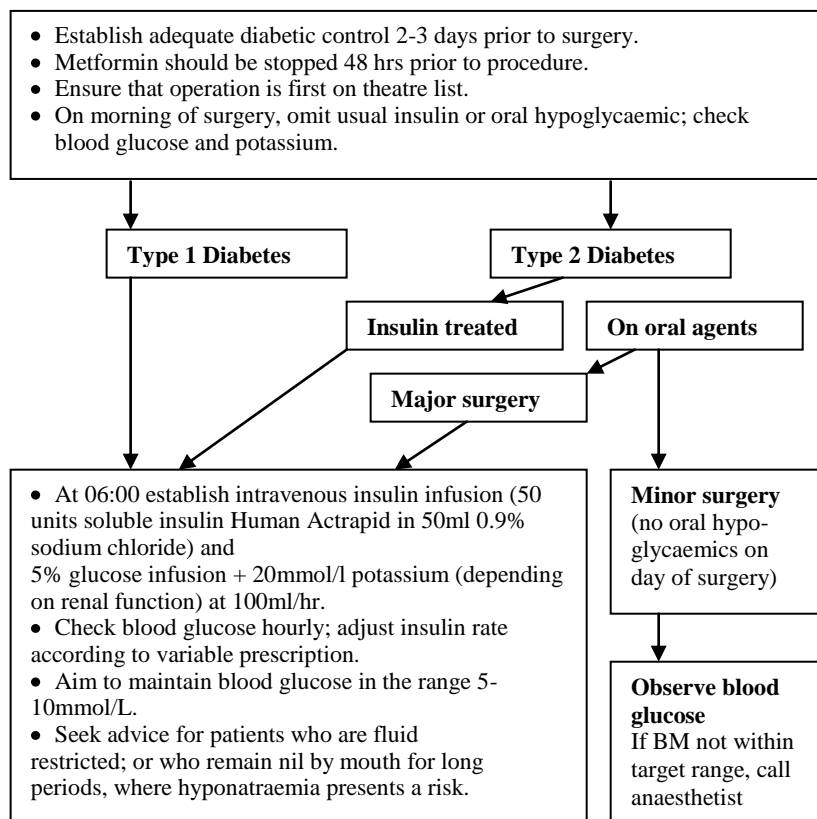 • Establish adequate diabetic control 2-3 days prior to surgery.
• Metformin should be stopped 48 hrs prior to procedure.
• Ensure that operation is first on theatre list.
• On morning of surgery, omit usual insulin or oral hypoglycaemic; check
blood glucose and potassium.
Type 1 Diabetes
Type 2 Diabetes
Insulin treated
On oral agents
Major surgery
• At 06:00 establish intravenous insulin infusion (50
units soluble insulin Human Actrapid in 50ml 0.9%
sodium chloride) and
5% glucose infusion + 20mmol/l potassium (depending
on renal function) at 100ml/hr.
• Check blood glucose hourly; adjust insulin rate
according to variable prescription.
• Aim to maintain blood glucose in the range 5-
10mmol/L.
• Seek advice for patients who are fluid
restricted; or who remain nil by mouth for long
periods, where hyponatraemia presents a risk.
Minor surgery
(no oral hypo-
glycaemics on
day of surgery)
Observe blood
glucose
If BM not within
target range, call
anaesthetist